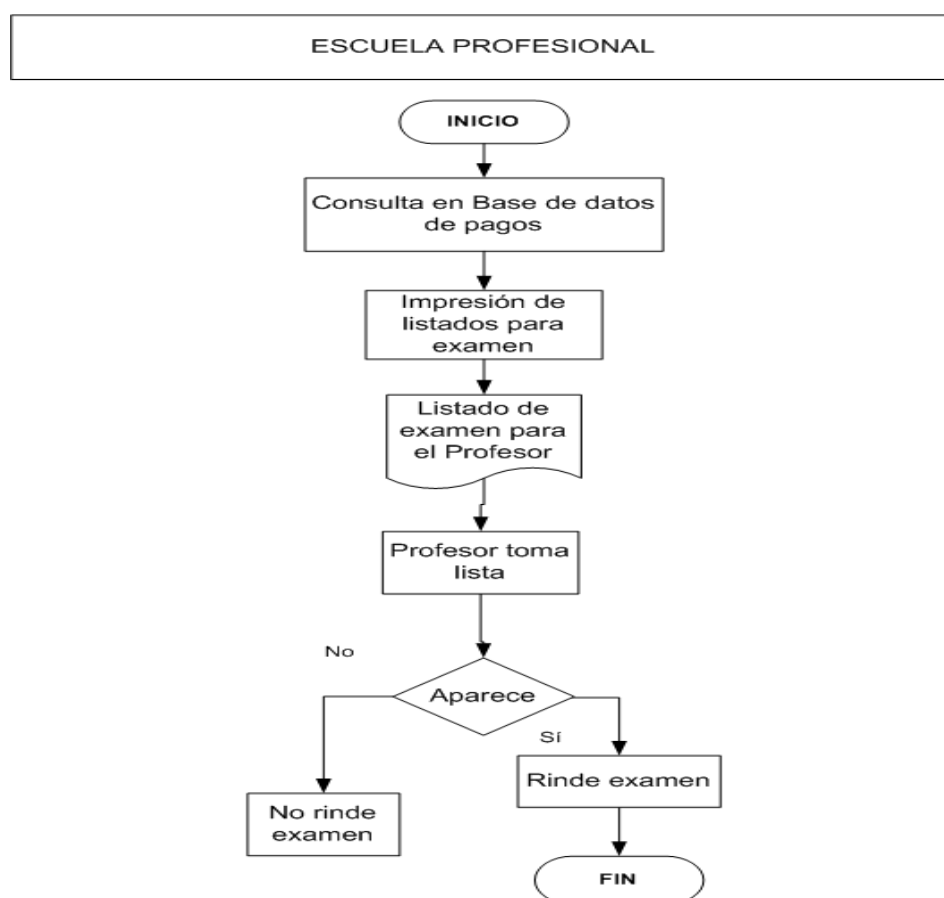 ESCUELA PROFESIONAL
INICIO
Consulta en Base de datos
de pagos
Impresión de
listados para
examen
Listado de
examen para
el Profesor
Profesor toma
lista
No
Aparece
Sí
Rinde examen
No rinde
examen
FIN